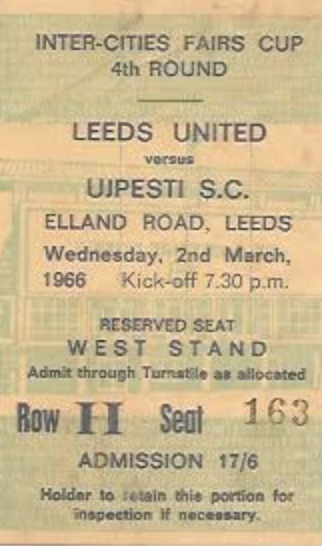 INTER-CITIES FAIRS CUP
4th ROUND
LEEDS UNITED
versus
UJPESTI S.C.
ELLAND ROAD, LEEDS
Wednesday, 2nd March,
1966 Kick-off 7.30 p.m.
RESERVED SEAT
WEST STAND
Admit through Turnstile as allocated
Row H Seat 163
ADMISSION 17/6
Holder to retain this portion for
inspection if necessary.